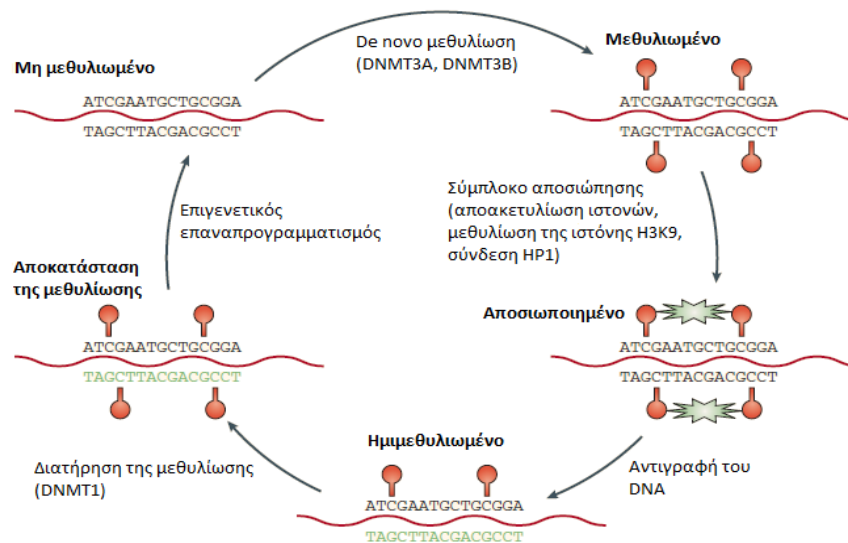 De novo μεθυλίωση
(DNMT3A, DNMT3B)
Μη μεθυλιωμένο
ATCGAATGCTGCGGA
TAGCTTACGACGCCT
Μεθυλιωμένο
ATCGAATGCTGCGGA
TAGCTTACGACGCCT
Σύμπλοκο αποσιώπησης
(αποακετυλίωση ιστονών,
μεθυλίωση της ιστόνης H3K9,
σύνδεση HP1)
Αποσιωποιημένο
ATCGAATGCTGCGGA
TAGCTTACGACGCCT
Αντιγραφή του
DNA
Ημιμεθυλιωμένο
ATCGAATGCTGCGGA
TAGCTTACGACGCCT
Διατήρηση της μεθυλίωσης
(DNMT1)
Αποκατάσταση
της μεθυλίωσης
ATCGAATGCTGCGGA
TAGCTTACGACGCCT
Επιγενετικός
επαναπρογραμματισμός